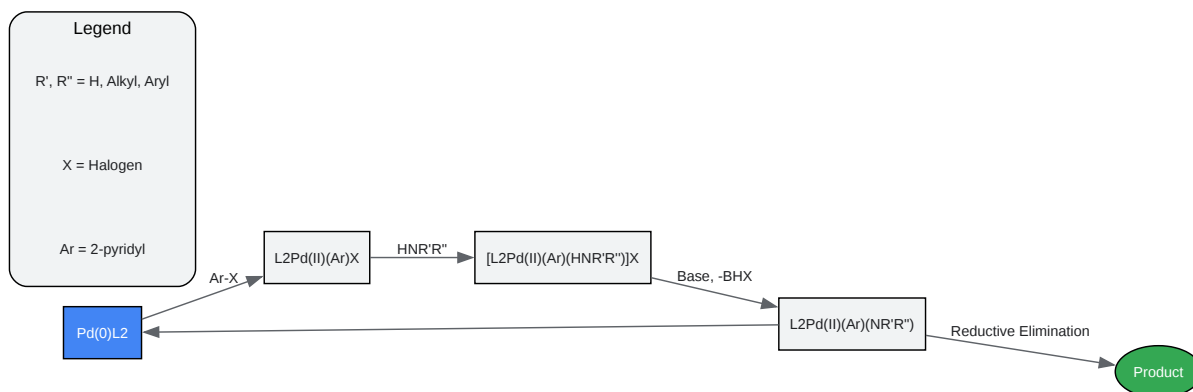 Legend
R', R" = H, Alkyl, Aryl
X = Halogen
Ar = 2-pyridyl
Pd(0)L2
Ar-X
L2Pd(II)(Ar)X
HNR'R"
[L2Pd(II)(Ar)(HNR'R")]X
Base, -BHX
L2Pd(II)(Ar)(NR'R")
Reductive Elimination
Product